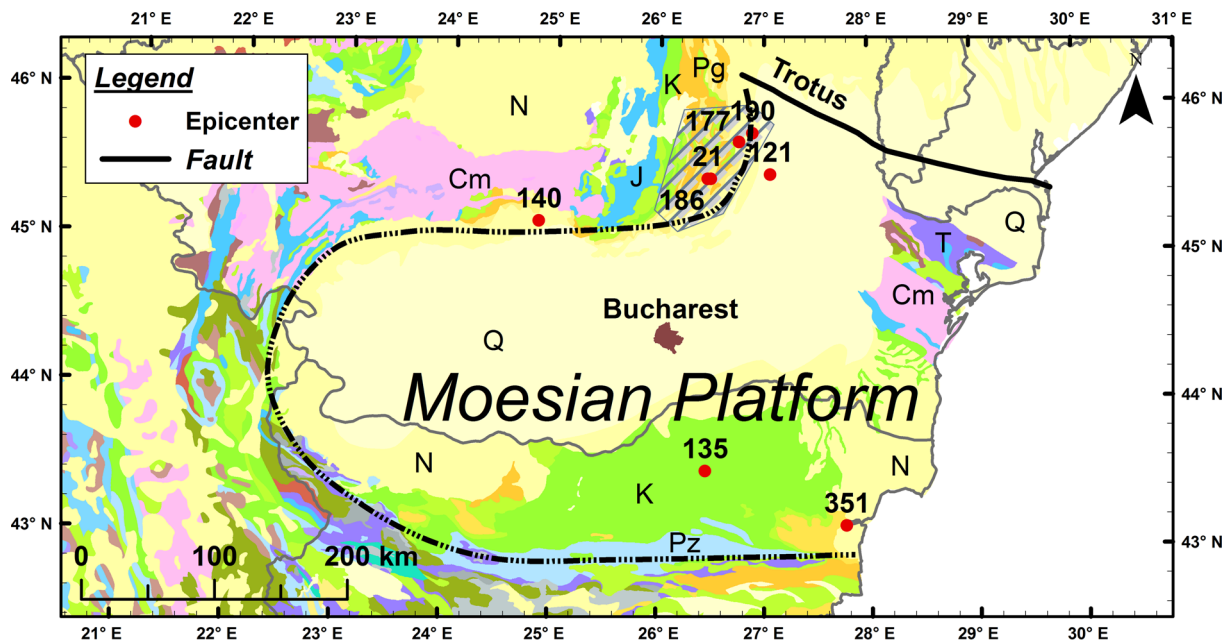 21° E 22° E 23° E 24° E 25° E 26° E 27° E 28° E 29° E 30° E 31° E
46° N
Legend
Epicenter
Fault
N
K
Pg
Trotus
N
46° N
177
190
121
21
J
186
Cm
140
45° N
Q
T
45° N
Cm
Bucharest
Q
44° N
Moesian Platform
44° N
135
N
K
N
351
43° N
Pz
43° N
0 100 200 km
21° E 22° E 23° E 24° E 25° E 26° E 27° E 28° E 29° E 30° E